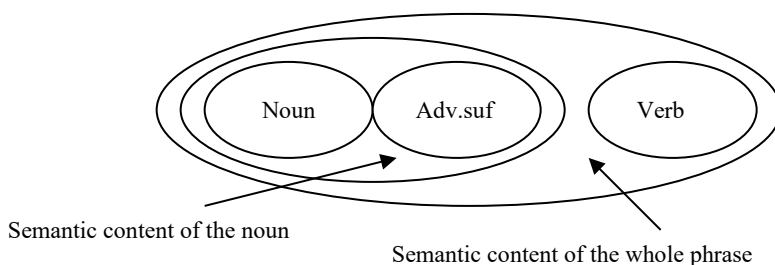 Noun Adv.suf Verb
Semantic content of the noun
Semantic content of the whole phrase